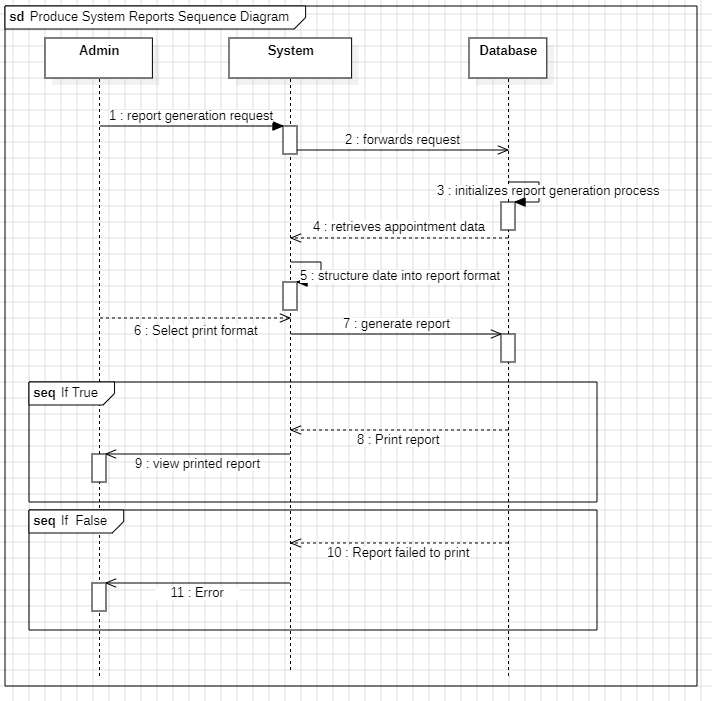 sd Produce System Reports Sequence Diagram
Admin
System
Database
1 : report generation request
2 : forwards request
3 : initializes report generation process
4 : retrieves appointment data
5 : structure date into report format
6 : Select print format
7 : generate report
seq If True
8 : Print report
9 : view printed report
seq If False
10 : Report failed to print
11 : Error